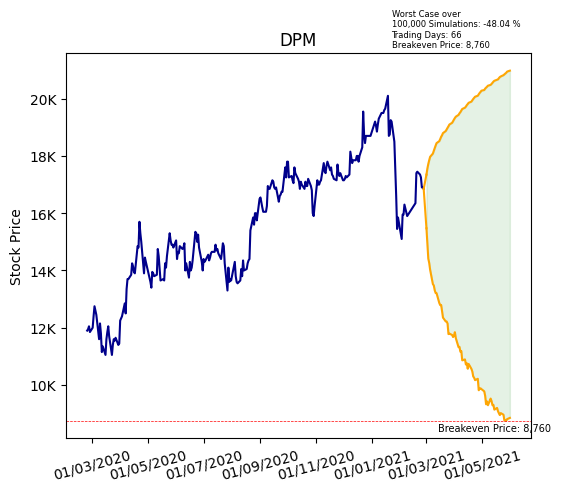 Worst Case over
100,000 Simulations: -48.04 %
Trading Days: 66
Breakeven Price: 8,760
DPM
Stock Price
20K
18K
16K
14K
12K
10K
Breakeven Price: 8,760
01/03/2020
01/05/2020
01/07/2020
01/09/2020
01/11/2020
01/01/2021
01/03/2021
01/05/2021